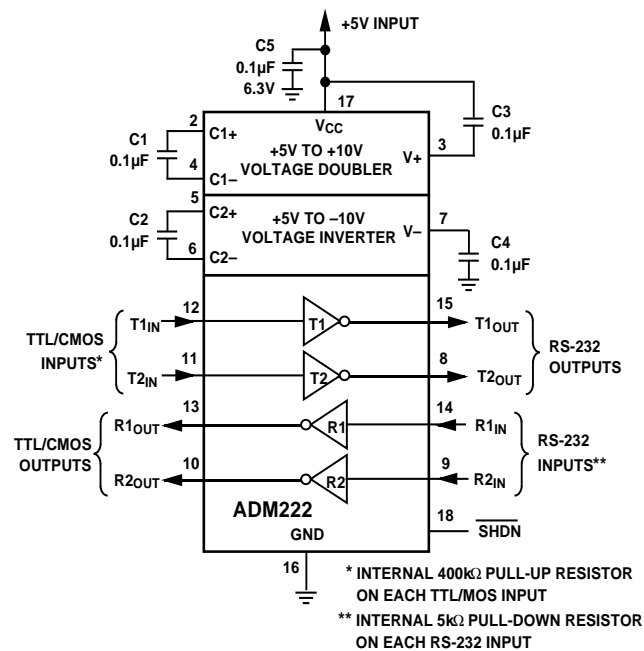 +5V INPUT
C5
0.1µF
6.3V
17
VCC
C3
0.1µF
2
C1+
C1
0.1µF
4
C1–
+5V TO +10V
VOLTAGE DOUBLER
V+
3
5
C2+
C2
0.1µF
6
C2–
+5V TO –10V
VOLTAGE INVERTER
V–
7
C4
0.1µF
TTL/CMOS
INPUTS*
T1IN
12
T1
15
T1OUT
T2IN
11
T2
8
T2OUT
RS-232
OUTPUTS
TTL/CMOS
OUTPUTS
R1OUT
13
R1
14
R1IN
R2OUT
10
R2
9
R2IN
RS-232
INPUTS**
ADM222
GND
16
18
SHDN
* INTERNAL 400kΩ PULL-UP RESISTOR
ON EACH TTL/MOS INPUT
** INTERNAL 5kΩ PULL-DOWN RESISTOR
ON EACH RS-232 INPUT